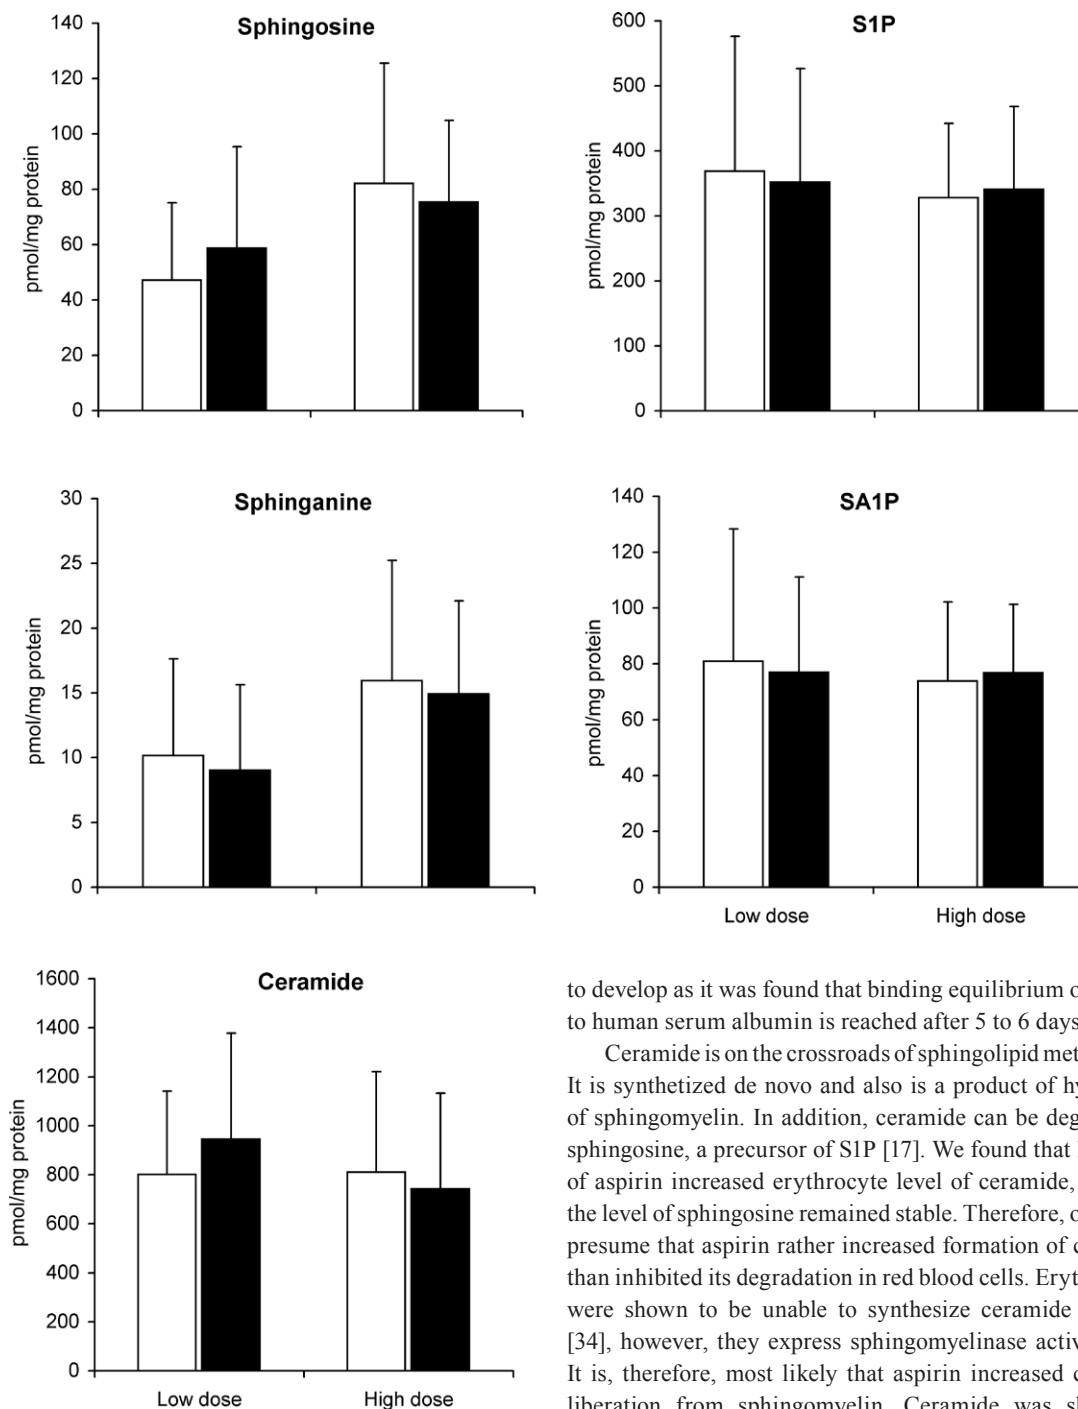 Sphingosine
140
120
100
80
60
40
20
0
pmol/mg protein
S1P
600
500
400
300
200
100
0
pmol/mg protein
Sphinganine
30
25
20
15
10
5
0
pmol/mg protein
SA1P
140
120
100
80
60
40
20
0
pmol/mg protein
Low dose High dose
Ceramide
1600
1400
1200
1000
800
600
400
200
0
pmol/mg protein
Low dose High dose
to develop as it was found that binding equilibrium o
to human serum albumin is reached after 5 to 6 days
Ceramide is on the crossroads of sphingolipid met
It is synthetized de novo and also is a product of hy
of sphingomyelin. In addition, ceramide can be deg
sphingosine, a precursor of S1P [17]. We found that
of aspirin increased erythrocyte level of ceramide,
the level of sphingosine remained stable. Therefore, o
presume that aspirin rather increased formation of c
than inhibited its degradation in red blood cells. Eryt
were shown to be unable to synthesize ceramide
[34], however, they express sphingomyelinase activ
It is, therefore, most likely that aspirin increased c
liberation from sphingomyelin. Ceramide was sh